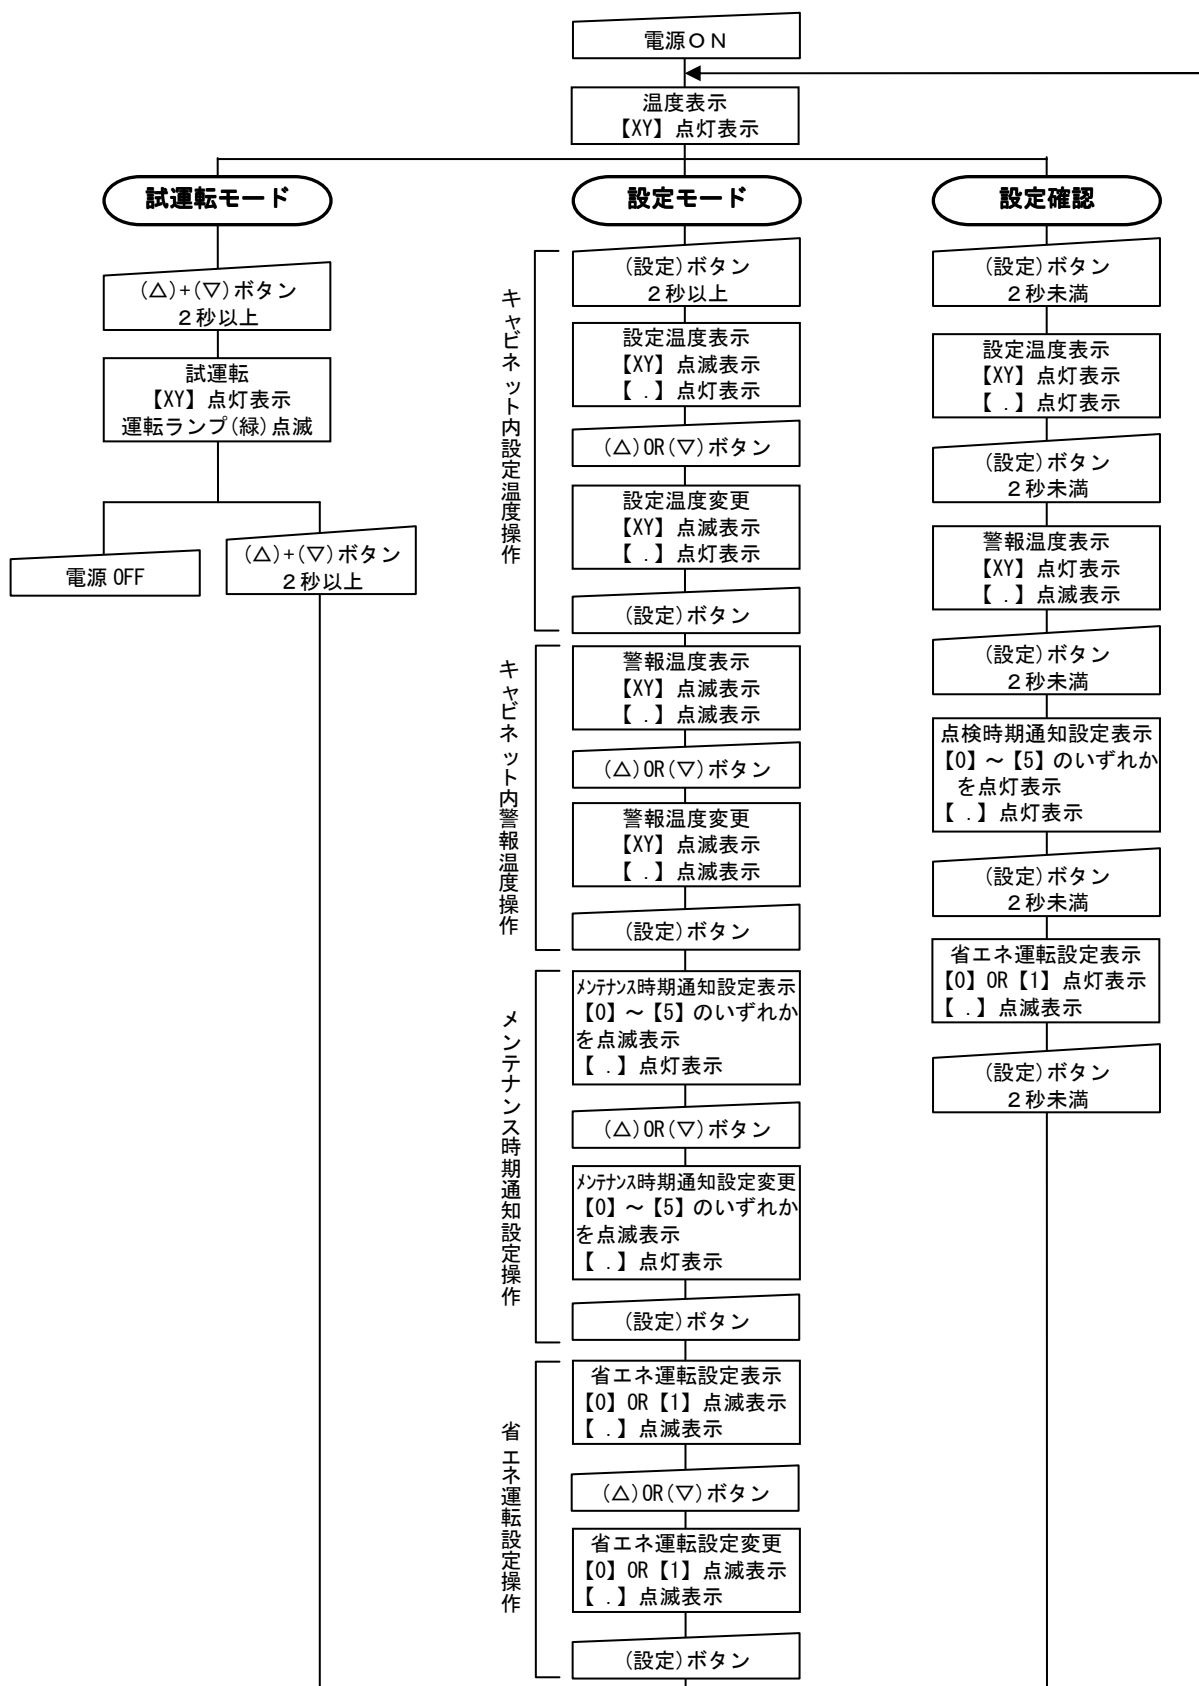 電源ON
温度表示
【XY】点灯表示
試運転モード
(△)+(▽)ボタン
2秒以上
試運転
【XY】点灯表示
運転ランプ(緑)点滅
電源 OFF
(△)+(▽)ボタン
2秒以上
設定モード
キャビネット内設定温度操作
(設定)ボタン
2秒以上
設定温度表示
【XY】点滅表示
【 .】点灯表示
(△)OR(▽)ボタン
設定温度変更
【XY】点滅表示
【 .】点灯表示
(設定)ボタン
キャビネット内警報温度操作
警報温度表示
【XY】点滅表示
【 .】点滅表示
(△)OR(▽)ボタン
警報温度変更
【XY】点滅表示
【 .】点滅表示
(設定)ボタン
メンテナンス時期通知設定操作
メンテナンス時期通知設定表示
【0】~【5】のいずれか
を点滅表示
【 .】点灯表示
(△)OR(▽)ボタン
メンテナンス時期通知設定変更
【0】~【5】のいずれか
を点滅表示
【 .】点灯表示
(設定)ボタン
省エネ運転設定操作
省エネ運転設定表示
【0】OR【1】点滅表示
【 .】点滅表示
(△)OR(▽)ボタン
省エネ運転設定変更
【0】OR【1】点滅表示
【 .】点滅表示
(設定)ボタン
設定確認
(設定)ボタン
2秒未満
設定温度表示
【XY】点灯表示
【 .】点灯表示
(設定)ボタン
2秒未満
警報温度表示
【XY】点灯表示
【 .】点滅表示
(設定)ボタン
2秒未満
点検時期通知設定表示
【0】~【5】のいずれか
を点灯表示
【 .】点灯表示
(設定)ボタン
2秒未満
省エネ運転設定表示
【0】OR【1】点灯表示
【 .】点滅表示
(設定)ボタン
2秒未満